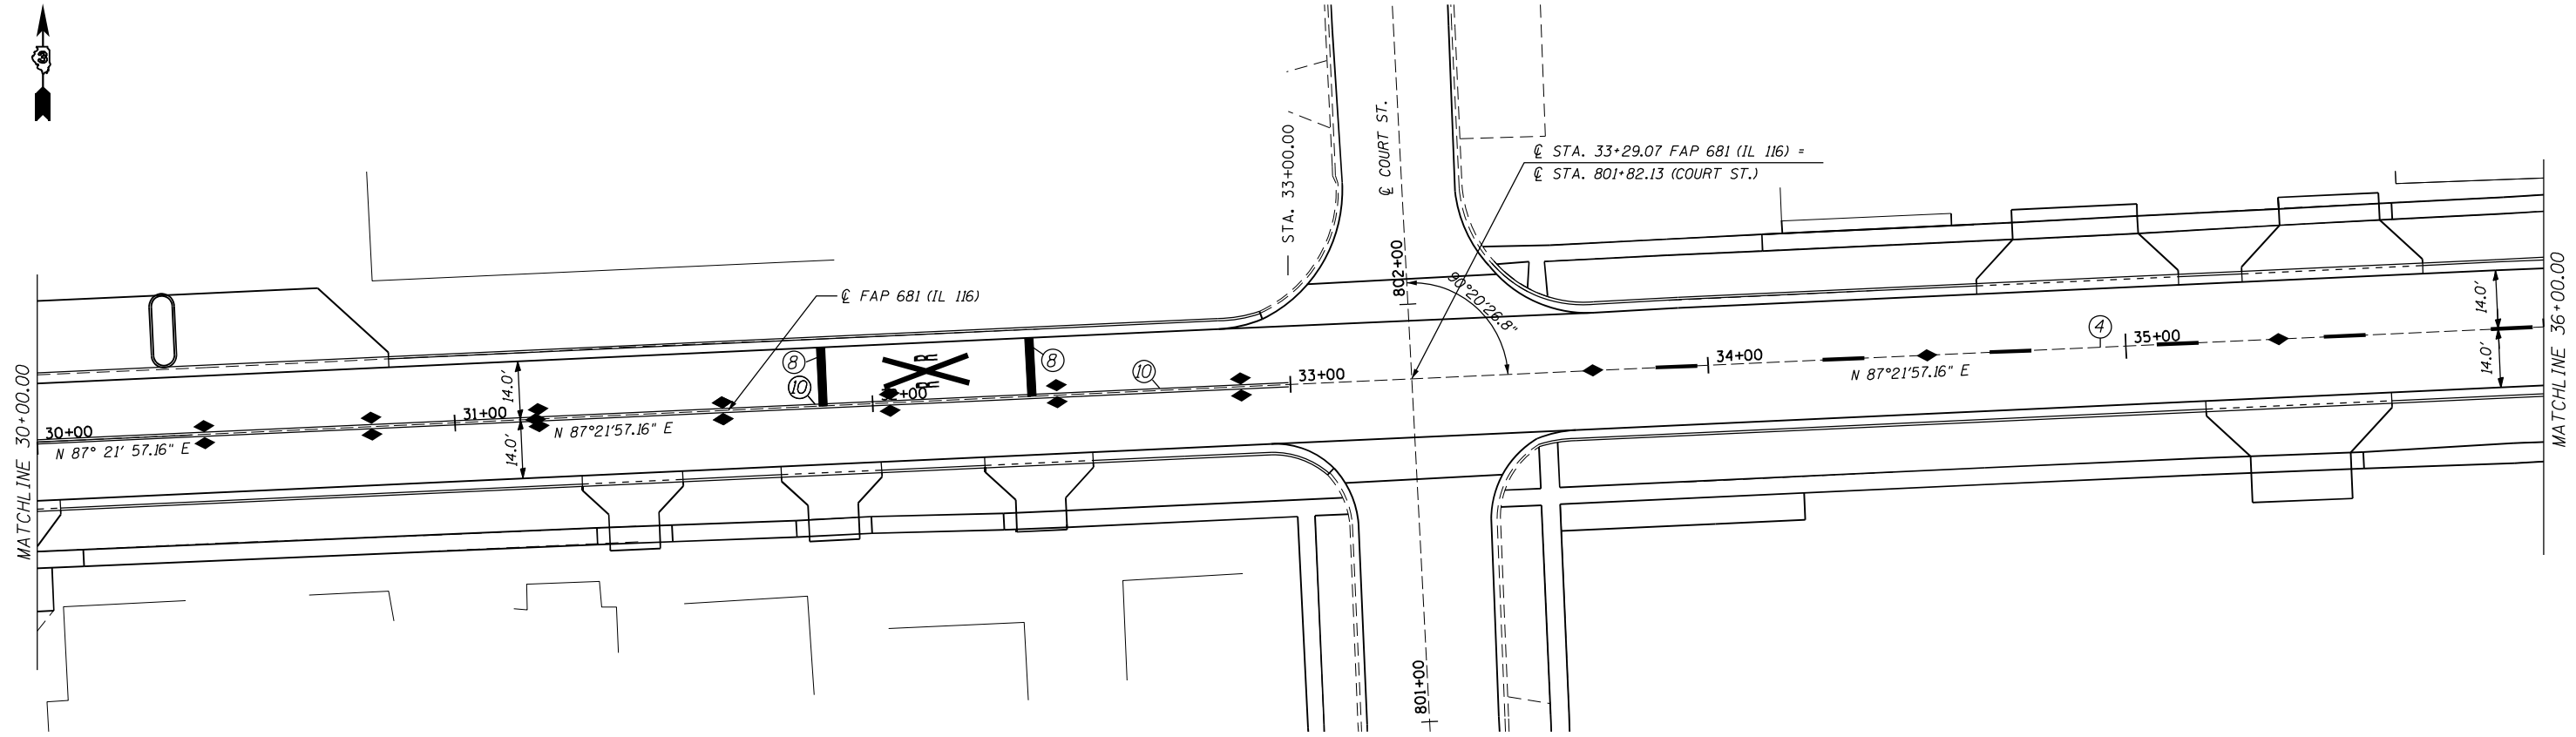 MATCHLINE 30+00.00
30+00
N 87° 21' 57.16" E
31+00
14.0'
14.0'
N 87°21'57.16" E
℄ FAP 681 (IL 116)
8
10
R
R
+00
8
10
STA. 33+00.00
33+00
℄ COURT ST.
802+00
801+00
90°20'26.8"
℄ STA. 33+29.07 FAP 681 (IL 116) =
℄ STA. 801+82.13 (COURT ST.)
34+00
N 87°21'57.16" E
4
35+00
14.0'
14.0'
MATCHLINE 36+00.00